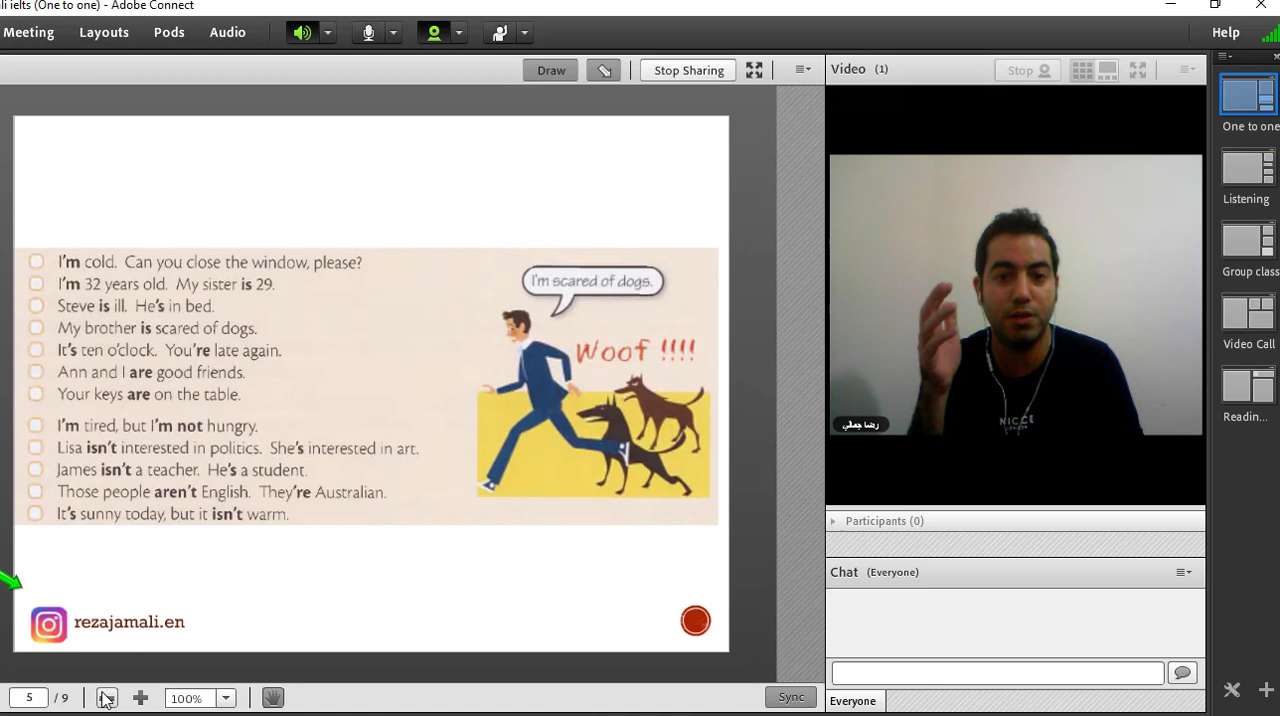 ali ielts (One to one) - Adobe Connect
Meeting Layouts Pods Audio
Help
Draw
Stop Sharing
Video (1)
Stop
I'm cold. Can you close the window, please?
I'm 32 years old. My sister is 29.
Steve is ill. He's in bed.
My brother is scared of dogs.
It's ten o'clock. You're late again.
Ann and I are good friends.
Your keys are on the table.
I'm tired, but I'm not hungry.
Lisa isn't interested in politics. She's interested in art.
James isn't a teacher. He's a student.
Those people aren't English. They're Australian.
It's sunny today, but it isn't warm.
I'm scared of dogs.
Woof !!!!
rezajamali.en
5 / 9
100%
Sync
رضا جمالي
NICCE
Participants (0)
Chat (Everyone)
Everyone
One to one
Listening
Group class
Video Call
Readin...